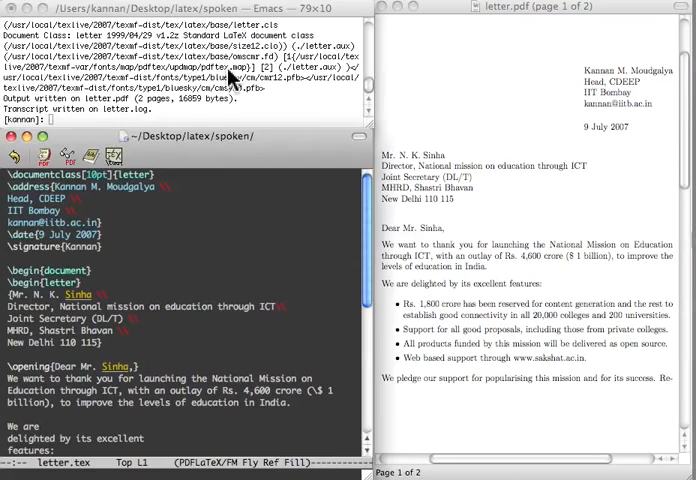 kannan@ /usr/local/texlive/2007/texmf-dist/tex/latex/spoken — Emacs — 79×10
(/usr/local/texlive/2007/texmf-dist/tex/latex/base/letter.cls
Document Class: letter 1999/04/29 v1.2z Standard LaTeX document class
(/usr/local/texlive/2007/texmf-dist/tex/latex/base/size12.clo)) (./letter.aux)
(/usr/local/texlive/2007/texmf-dist/tex/latex/base/omscmr.fd) [1{/usr/local/tex
live/2007/texmf-var/fonts/map/pdftex/updmap/pdftex.map}] [2] (./letter.aux) )</
usr/local/texlive/2007/texmf-dist/fonts/type1/bluesky/cm/cmr12.pfb></usr/local/
texlive/2007/texmf-dist/fonts/type1/bluesky/cm/cmsy10.pfb>
Output written on letter.pdf (2 pages, 16859 bytes).
Transcript written on letter.log.
[kannan]:
~/Desktop/latex/spoken/
\documentclass[10pt]{letter}
\address{Kannan M. Moudgalya \\
Head, CDEEP \\
IIT Bombay \\
kannan@iitb.ac.in}
\date{9 July 2007}
\signature{Kannan}
\begin{document}
\begin{letter}
{Mr. N. K. Sinha \\
Director, National mission on education through ICT\\
Joint Secretary (DL/T) \\
MHRD, Shastri Bhavan \\
New Delhi 110 115}
\opening{Dear Mr. Sinha,}
We want to thank you for launching the National Mission on
Education through ICT, with an outlay of Rs. 4,600 crore (\$ 1
billion), to improve the levels of education in India.
We are
delighted by its excellent
features:
-:-- letter.tex Top L1 (PDFLaTeX/FM Fly Ref Fill)
letter.pdf (page 1 of 2)
Kannan M. Moudgalya
Head, CDEEP
IIT Bombay
kannan@iitb.ac.in
9 July 2007
Mr. N. K. Sinha
Director, National mission on education through ICT
Joint Secretary (DL/T)
MHRD, Shastri Bhavan
New Delhi 110 115
Dear Mr. Sinha,
We want to thank you for launching the National Mission on Education
through ICT, with an outlay of Rs. 4,600 crore ($ 1 billion), to improve the
levels of education in India.
We are delighted by its excellent features:
• Rs. 1,800 crore has been reserved for content generation and the rest to
establish good connectivity in all 20,000 colleges and 200 universities.
• Support for all good proposals, including those from private colleges.
• All products funded by this mission will be delivered as open source.
• Web based support through www.sakshat.ac.in.
We pledge our support for popularising this mission and for its success. Re-
Page 1 of 2